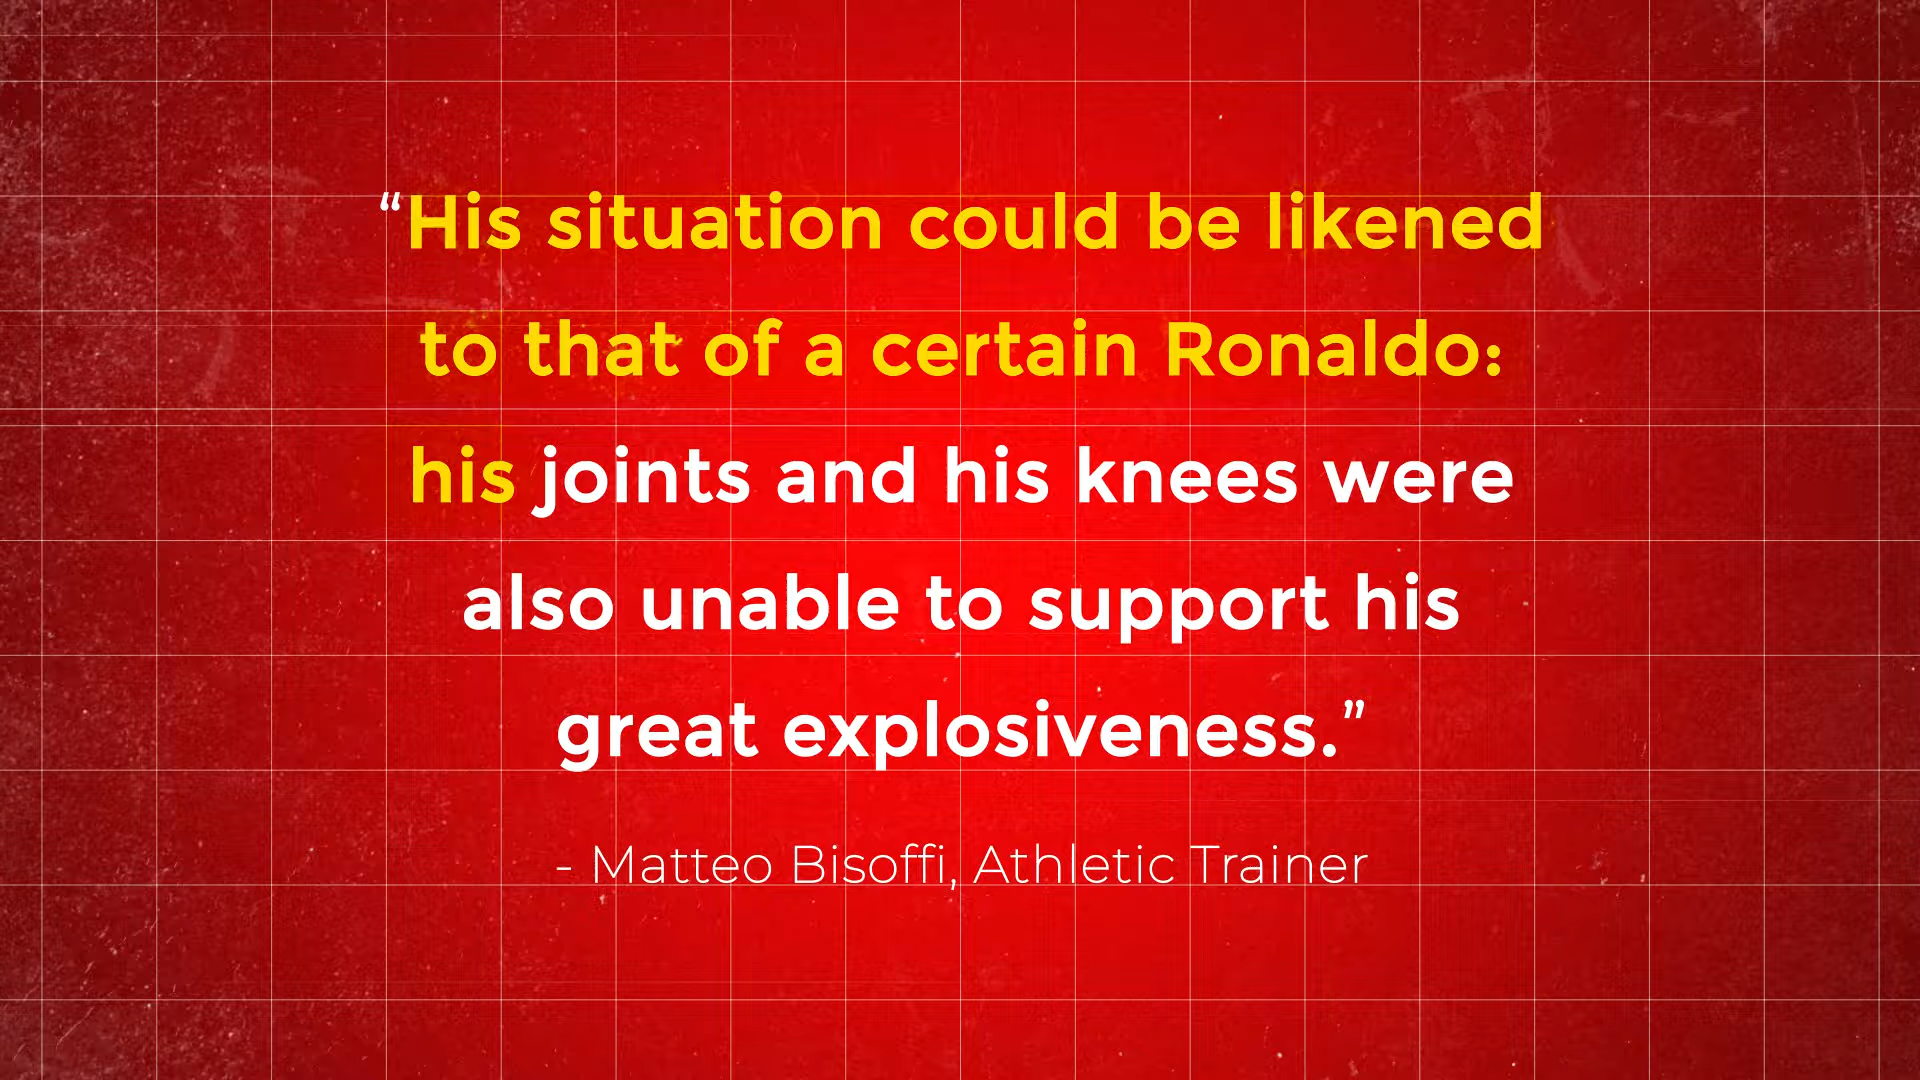 “His situation could be likened
to that of a certain Ronaldo:
his joints and his knees were
also unable to support his
great explosiveness.”
- Matteo Bisoffi, Athletic Trainer